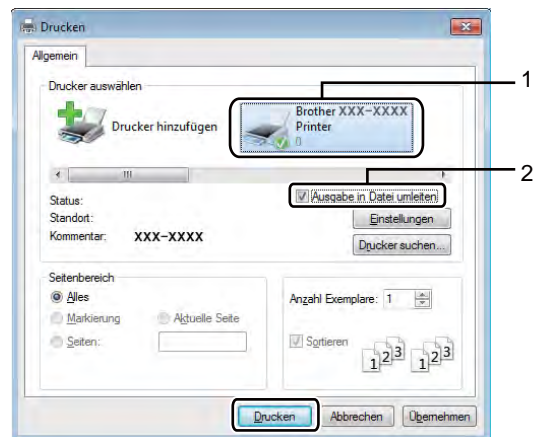 Drucken
Allgemein
1
Drucker auswählen
Drucker hinzufügen
Brother XXX-XXXX
Printer
0
2
Status:
Ausgabe in Datei umleiten
Standort:
Einstellungen
Kommentar: XXX-XXXX
Drucker suchen...
Seitenbereich
Alles
Anzahl Exemplare: 1
Markierung Aktuelle Seite
Seiten:
Sortieren
1 2 3 1 2 3
Drucken Abbrechen Übernehmen